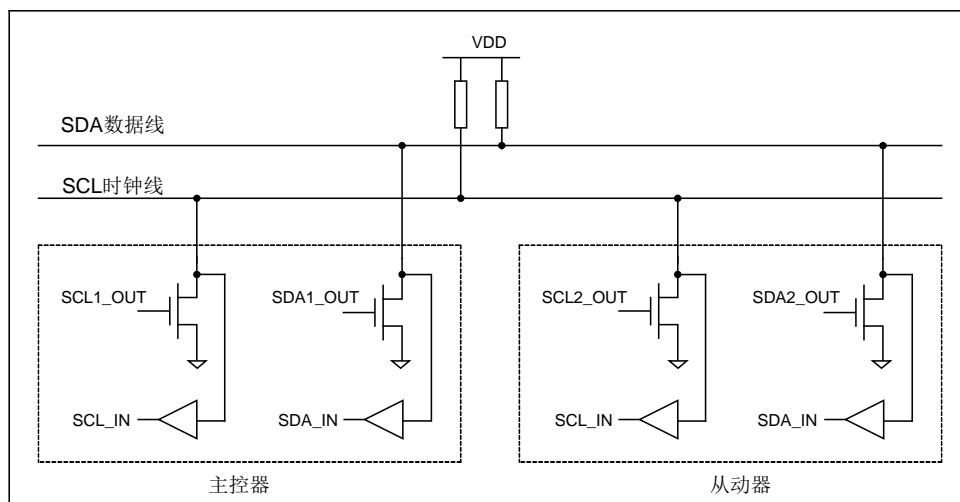 VDD
SDA数据线
SCL时钟线
SCL1_OUT
SDA1_OUT
SCL2_OUT
SDA2_OUT
SCL_IN
SDA_IN
SCL_IN
SDA_IN
主控器
从动器